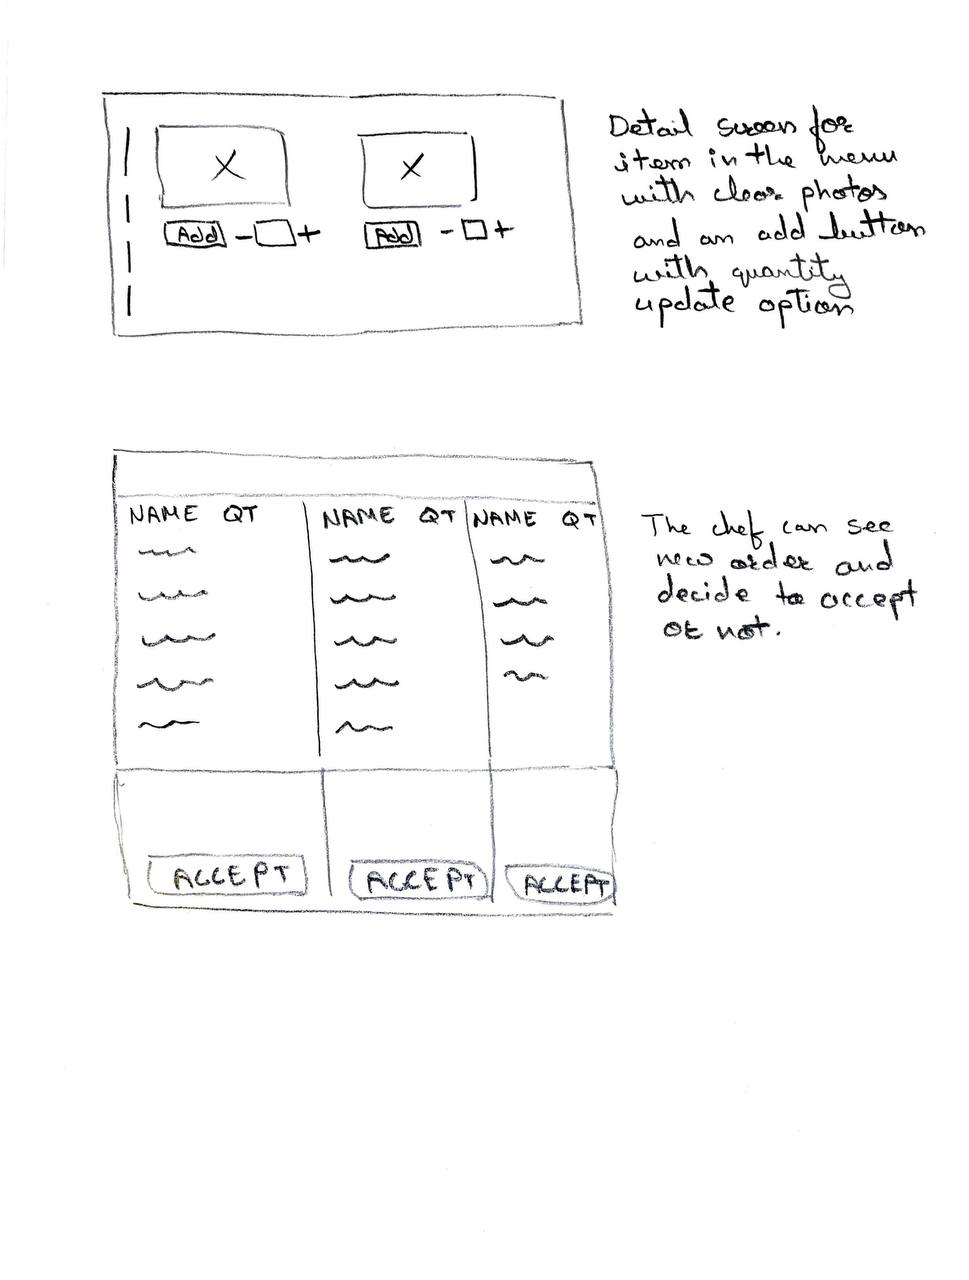 Detail screen for
item in the menu
with clear photos
and an add button
with quantity
update option
X X
Add - + Add - +
The chef can see
new order and
decide to accept
or not.
NAME QT NAME QT NAME QT
ACCEPT ACCEPT ACCEPT